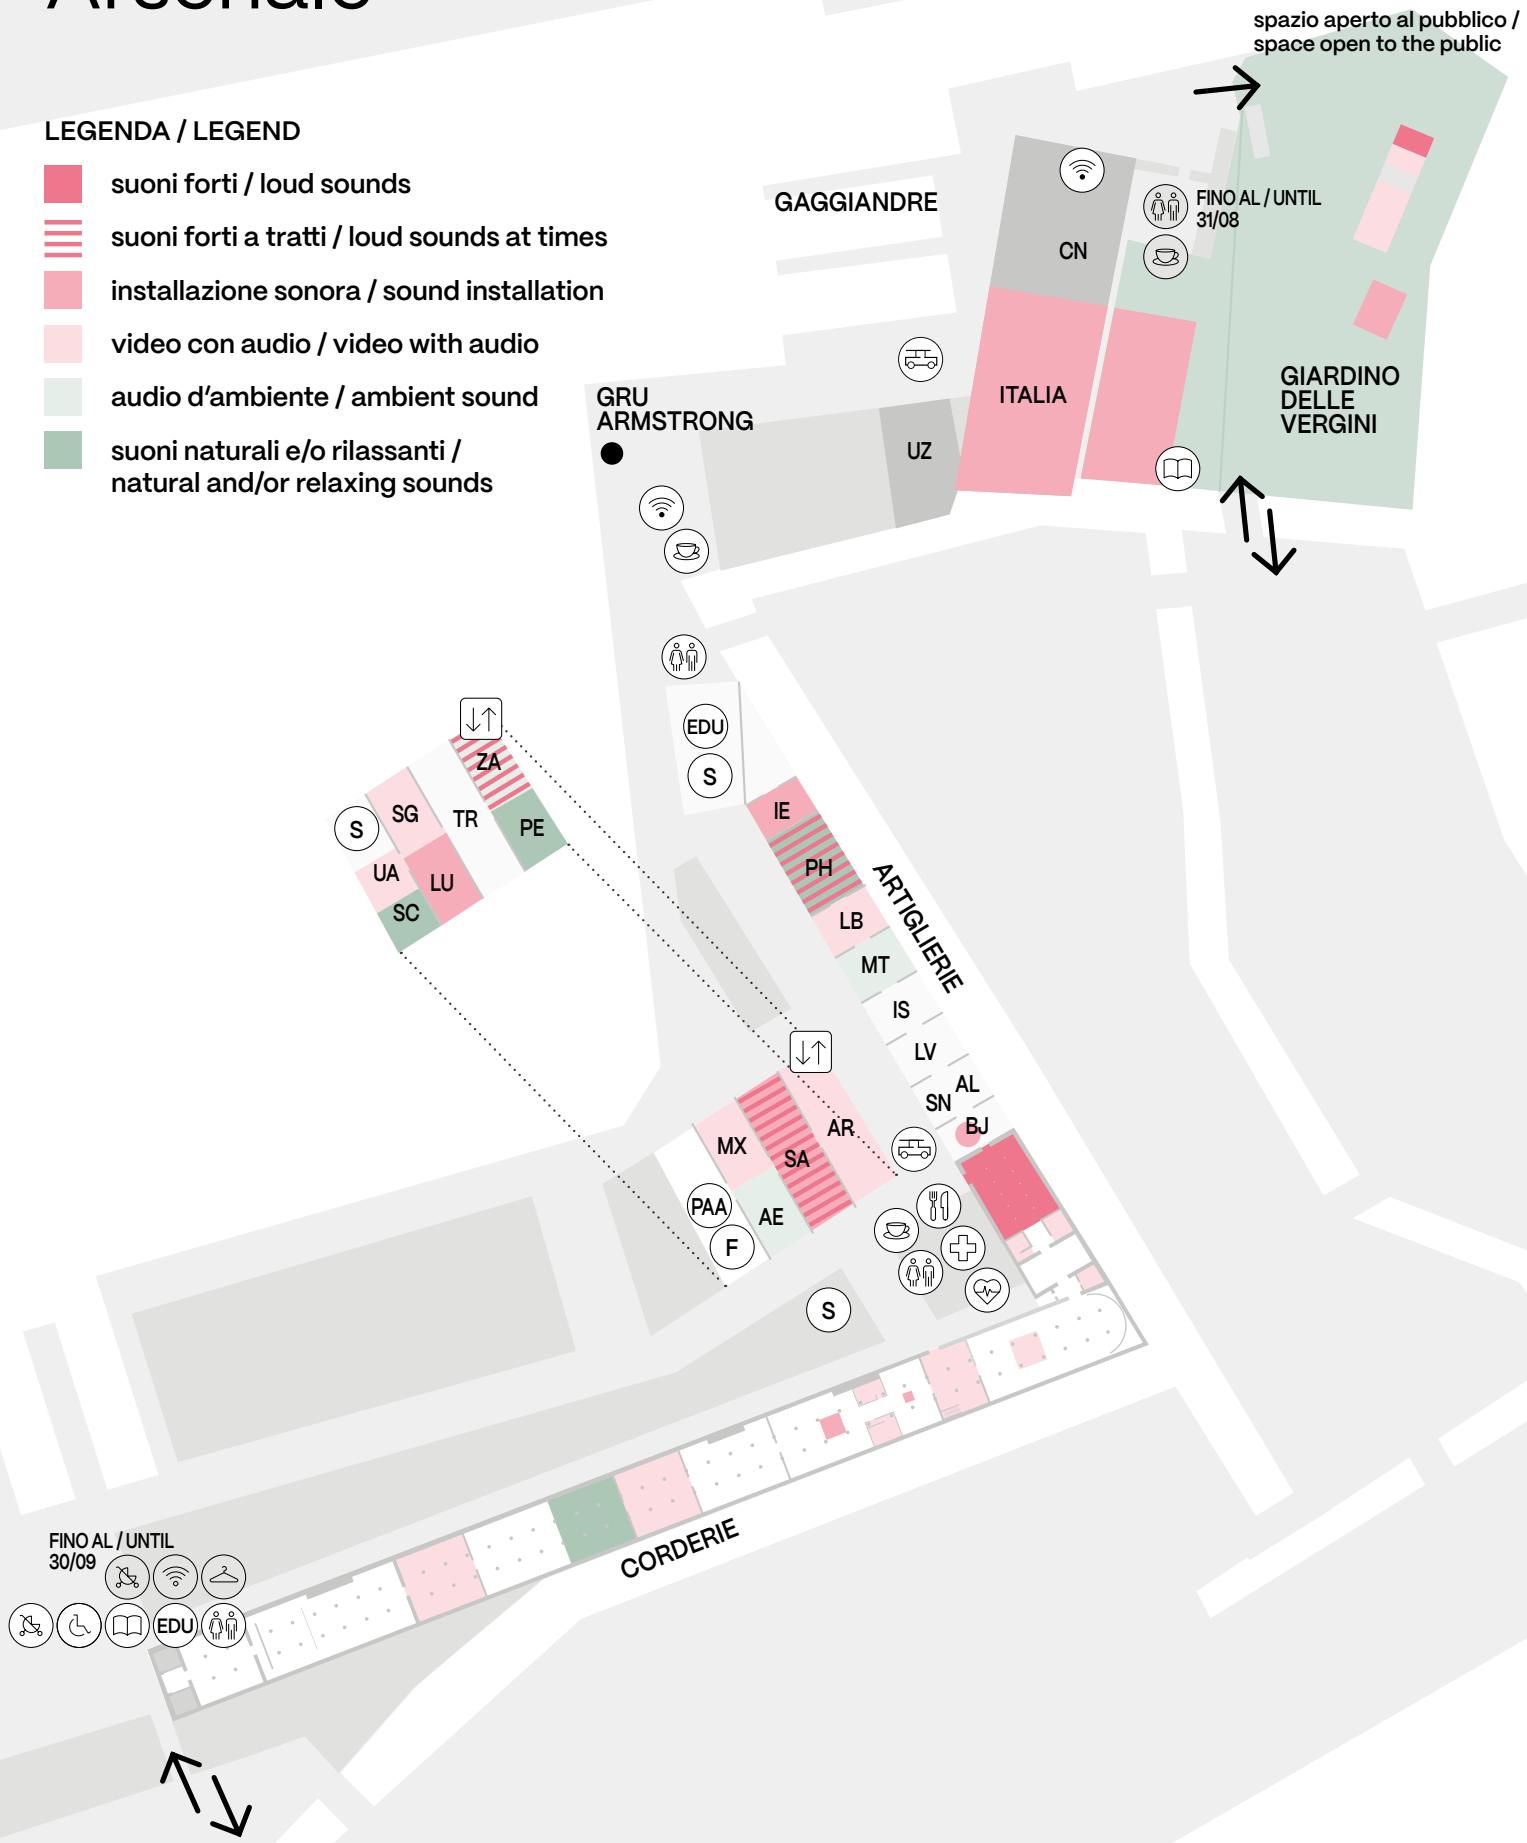 Arsenale
spazio aperto al pubblico /
space open to the public
LEGENDA / LEGEND
suoni forti / loud sounds
suoni forti a tratti / loud sounds at times
installazione sonora / sound installation
video con audio / video with audio
audio d'ambiente / ambient sound
suoni naturali e/o rilassanti /
natural and/or relaxing sounds
GAGGIANDRE
FINO AL / UNTIL
31/08
CN
ITALIA
GIARDINO
DELLE
VERGINI
GRU
ARMSTRONG
UZ
EDU
S
ZA
SG
TR
PE
S
UA
LU
SC
IE
PH
LB
ARTIGLIERIE
MT
IS
LV
AL
SN
BJ
AR
MX
SA
PAA
AE
F
S
CORDERIE
FINO AL / UNTIL
30/09
EDU